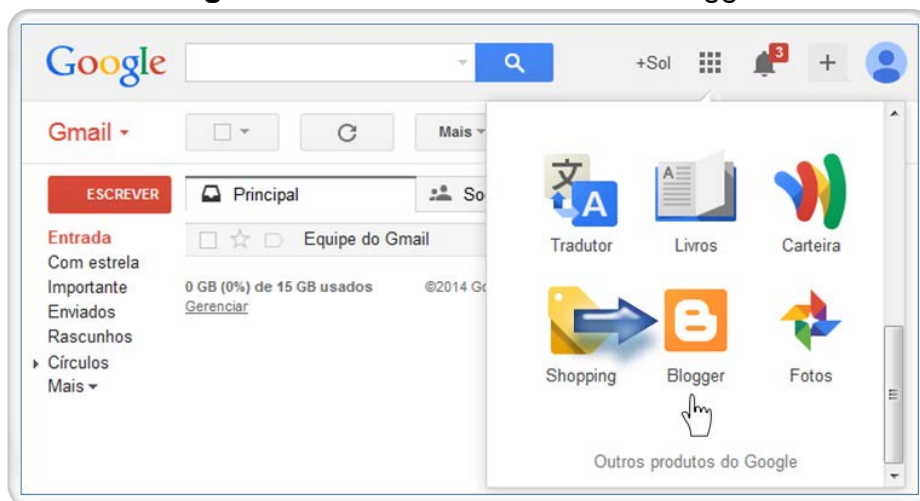 Google
+Sol 3 +
Gmail
Mais
ESCREVER
Principal
So
Entrada
Equipe do Gmail
Com estrela
Importante
0 GB (0%) de 15 GB usados
©2014 Go
Enviados
Gerenciar
Rascunhos
Círculos
Mais
文 A
A
Tradutor Livros Carteira
Shopping Blogger Fotos
Outros produtos do Google